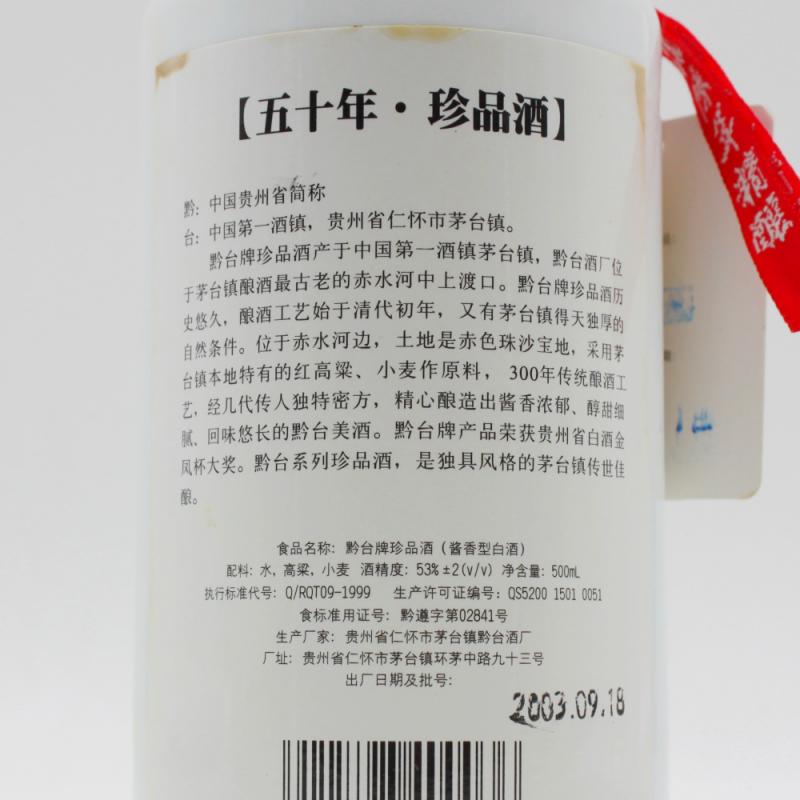 【五十年·珍品酒】
黔：中国贵州省简称
台：中国第一酒镇，贵州省仁怀市茅台镇。
黔台牌珍品酒产于中国第一酒镇茅台镇，黔台酒厂位
于茅台镇酿酒最古老的赤水河中上渡口。黔台牌珍品酒历
史悠久，酿酒工艺始于清代初年，又有茅台镇得天独厚的
自然条件。位于赤水河边，土地是赤色珠沙宝地，采用茅
台镇本地特有的红高粱、小麦作原料，300年传统酿酒工
艺，经几代传人独特密方，精心酿造出酱香浓郁、醇甜细
腻、回味悠长的黔台美酒。黔台牌产品荣获贵州省白酒金
凤杯大奖。黔台系列珍品酒，是独具风格的茅台镇传世佳
酿。
食品名称：黔台牌珍品酒（酱香型白酒）
配料：水，高粱，小麦 酒精度：53%±2(v/v) 净含量：500mL
执行标准代号：Q/RQT09-1999 生产许可证编号：QS5200 1501 0051
食标准用证号：黔遵字第02841号
生产厂家：贵州省仁怀市茅台镇黔台酒厂
厂址：贵州省仁怀市茅台镇环茅中路九十三号
出厂日期及批号：
2003.09.18
精酿